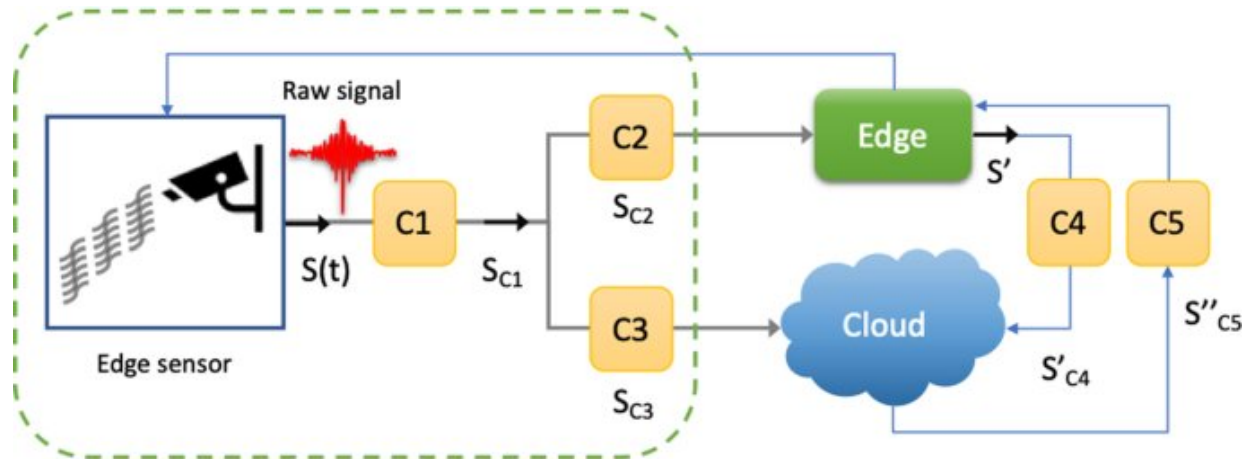 Raw signal
C2
Edge
S'
S_C2
C1
C4
C5
S(t)
S_C1
C3
Cloud
S''_C5
Edge sensor
S'_C4
S_C3